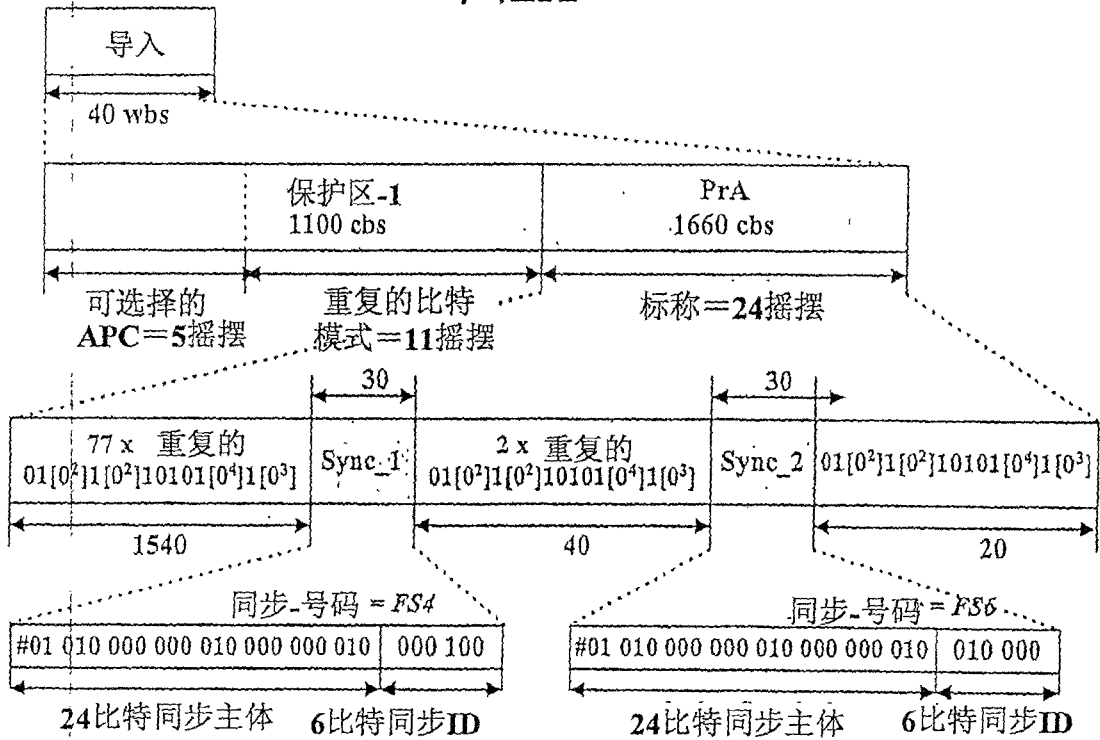 导入
40 wbs
保护区-1
1100 cbs
PrA
1660 cbs
可选择的
APC＝5摇摆
重复的比特
模式＝11摇摆
标称＝24摇摆
30
30
77 x 重复的
01[0²]1[0²]10101[0⁴]1[0³]
Sync_1
2 x 重复的
01[0²]1[0²]10101[0⁴]1[0³]
Sync_2
01[0²]1[0²]10101[0⁴]1[0³]
1540
40
20
同步-号码 = FS4
同步-号码 = FS6
#01 010 000 000 010 000 000 010
000 100
#01 010 000 000 010 000 000 010
010 000
24比特同步主体
6比特同步ID
24比特同步主体
6比特同步ID